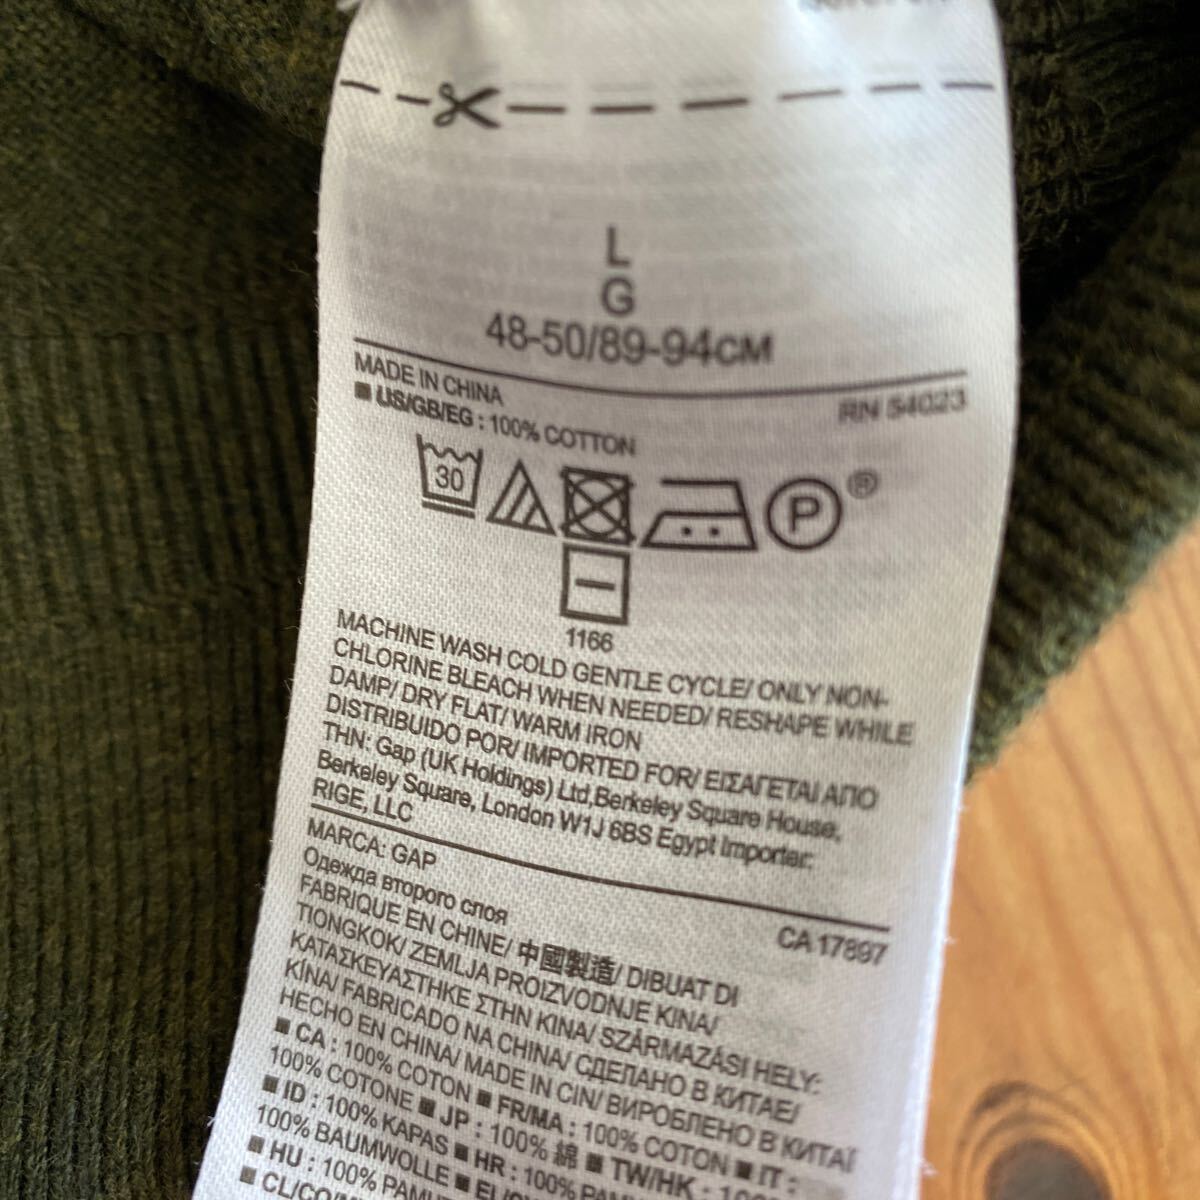 L
G
48-50/89-94CM
MADE IN CHINA
RN 54023
■ US/GB/EG : 100% COTTON
30
P ®
1166
MACHINE WASH COLD GENTLE CYCLE/ ONLY NON-
CHLORINE BLEACH WHEN NEEDED/ RESHAPE WHILE
DAMP/ DRY FLAT/ WARM IRON
DISTRIBUIDO POR/ IMPORTED FOR/ ΕΙΣΑΓΕΤΑΙ ΑΠΟ
ΤΗΝ: Gap (UK Holdings) Ltd,Berkeley Square House,
Berkeley Square, London W1J 6BS Egypt Importer:
RIGE, LLC
MARCA: GAP
Одежда второго слоя
CA 17897
FABRIQUE EN CHINE/ 中國製造/ DIBUAT DI
TIONGKOK/ ZEMLJA PROIZVODNJE KINA/
ΚΑΤΑΣΚΕΥΑΣΤΗΚΕ ΣΤΗΝ ΚΙΝΑ/ SZÁRMAZÁSI HELY:
KÍNA/ FABRICADO NA CHINA/ СДЕЛАНО В КИТАЕ/
HECHO EN CHINA/ MADE IN CIN/ ВИРОБЛЕНО В КИТАЇ
■ CA : 100% COTON ■ FR/MA : 100% COTON ■ IT :
100% COTONE ■ JP : 100% 綿 ■ TW/HK :
■ ID : 100% KAPAS ■ HR : 100%
100% BAUMWOLLE ■
■ HU : 100% PAMUT
■ CL/CO/